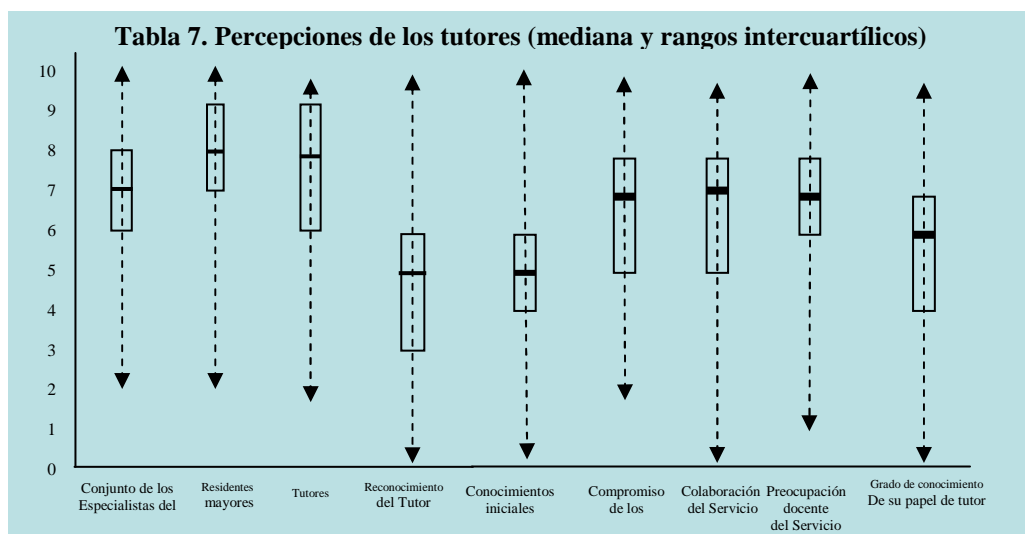 Tabla 7. Percepciones de los tutores (mediana y rangos intercuartílicos)
10
9
8
7
6
5
4
3
2
1
0
Conjunto de los
Especialistas del
Residentes
mayores
Tutores
Reconocimiento
del Tutor
Conocimientos
iniciales
Compromiso
de los
Colaboración
del Servicio
Preocupación
docente
del Servicio
Grado de conocimiento
De su papel de tutor